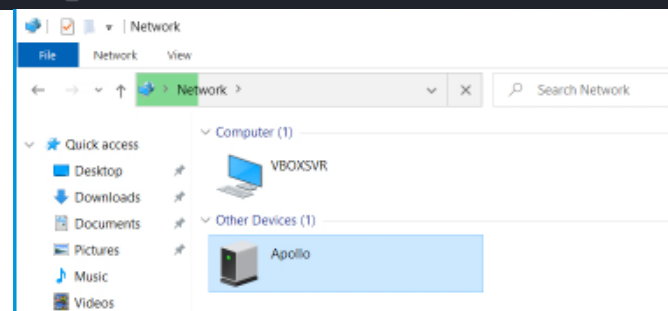 Network
File Network View
Network
Search Network
Quick access
Desktop
Downloads
Documents
Pictures
Music
Videos
Computer (1)
VBOXSVR
Other Devices (1)
Apollo